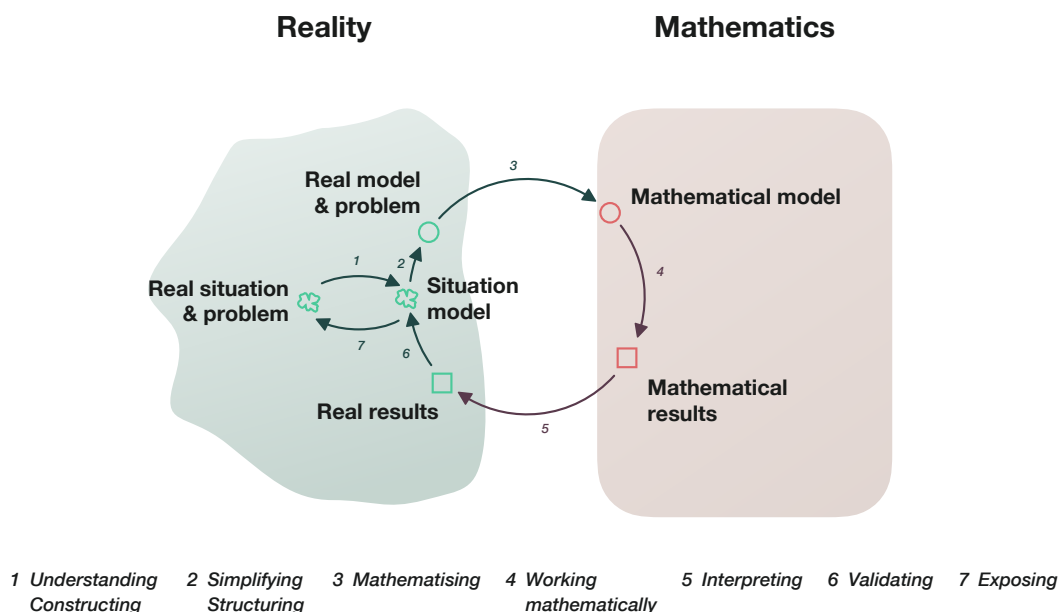 Reality
Mathematics
3
Real model
& problem
Mathematical model
1
2
4
Real situation
& problem
Situation
model
7
6
Mathematical
results
Real results
5
1 Understanding
Constructing
2 Simplifying
Structuring
3 Mathematising
4 Working
mathematically
5 Interpreting
6 Validating
7 Exposing